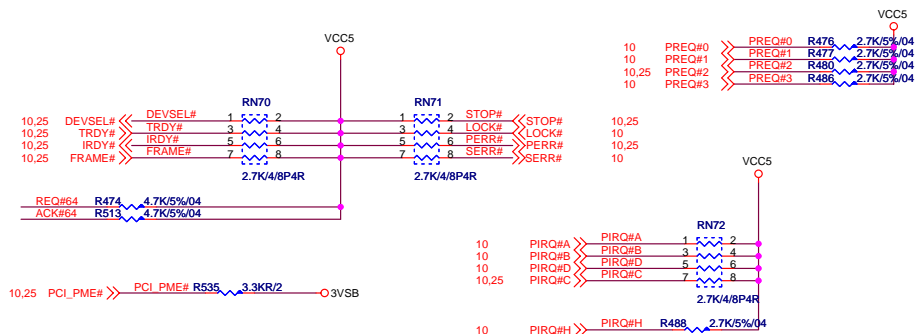 VCC5
VCC5
10 PREQ#0 PREQ#0 R476 2.7K/5%/04
10 PREQ#1 PREQ#1 R477 2.7K/5%/04
10,25 PREQ#2 PREQ#2 R480 2.7K/5%/04
10 PREQ#3 PREQ#3 R486 2.7K/5%/04
RN70 RN71
10,25 DEVSEL# DEVSEL# 1 2 1 2 STOP# STOP# 10,25
10,25 TRDY# TRDY# 3 4 3 4 LOCK# LOCK# 10
10,25 IRDY# IRDY# 5 6 5 6 PERR# PERR# 10,25
10,25 FRAME# FRAME# 7 8 7 8 SERR# SERR# 10
2.7K/4/8P4R 2.7K/4/8P4R
REQ#64 R474 4.7K/5%/04
ACK#64 R513 4.7K/5%/04
VCC5
RN72
10 PIRQ#A PIRQ#A 1 2
10 PIRQ#B PIRQ#B 3 4
10 PIRQ#D PIRQ#D 5 6
10,25 PIRQ#C PIRQ#C 7 8
2.7K/4/8P4R
10,25 PCI_PME# PCI_PME# R535 3.3KR/2 3VSB
10 PIRQ#H PIRQ#H R488 2.7K/5%/04